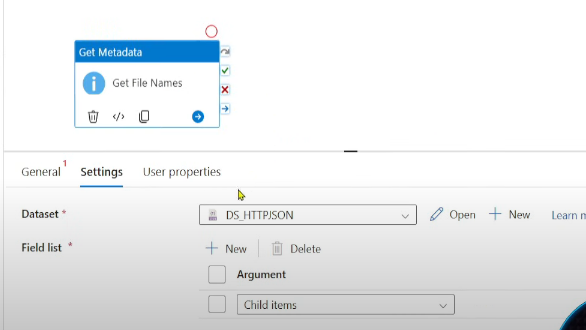 Get Metadata
Get File Names
General 1 Settings User properties
Dataset * DS_HTTPJSON Open New Learn
Field list * New Delete
Argument
Child items